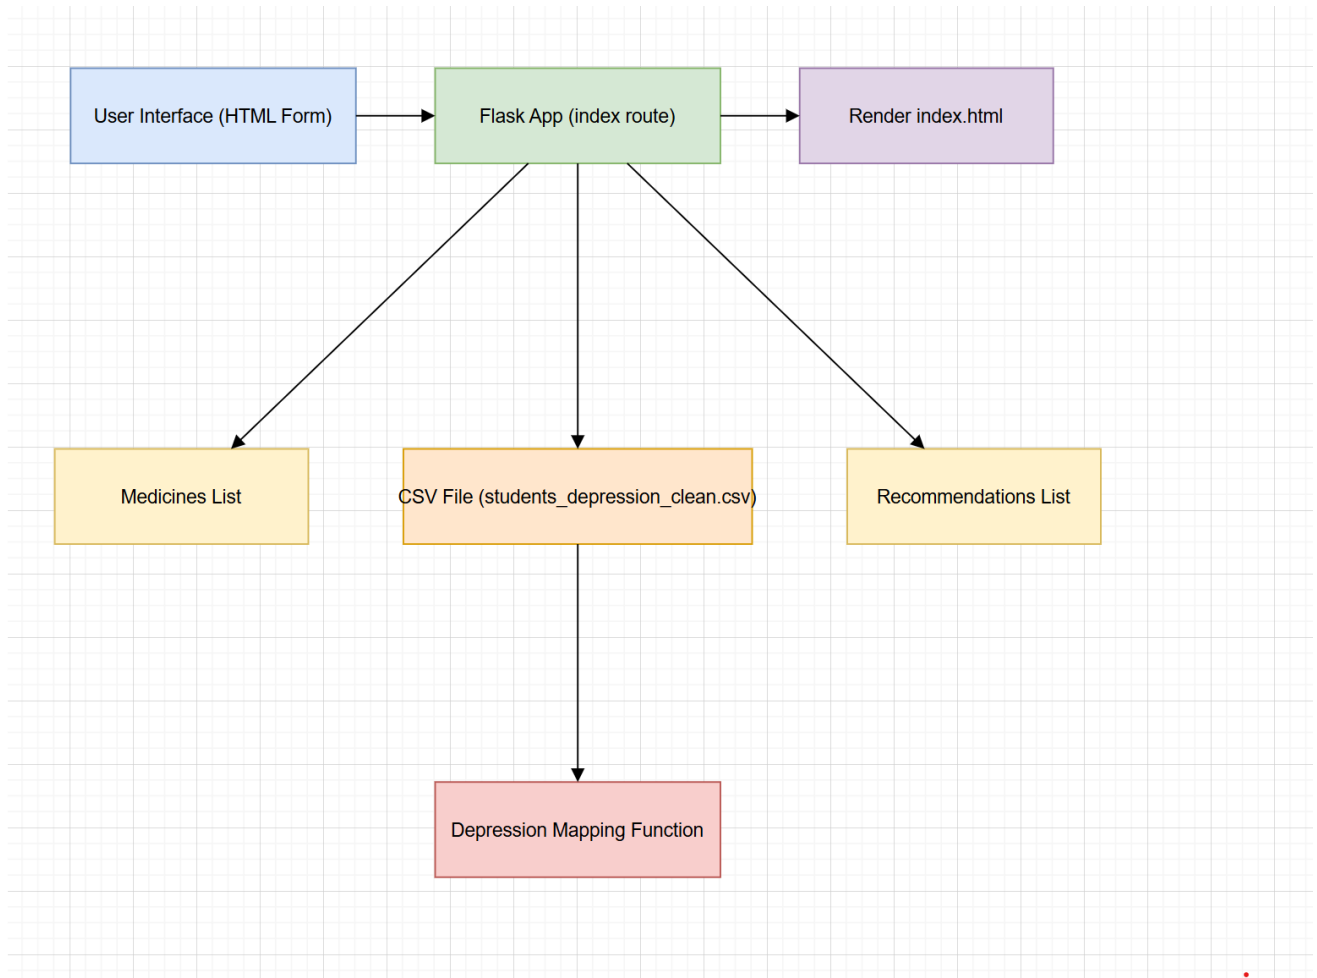 User Interface (HTML Form)
Flask App (index route)
Render index.html
Medicines List
CSV File (students_depression_clean.csv)
Recommendations List
Depression Mapping Function